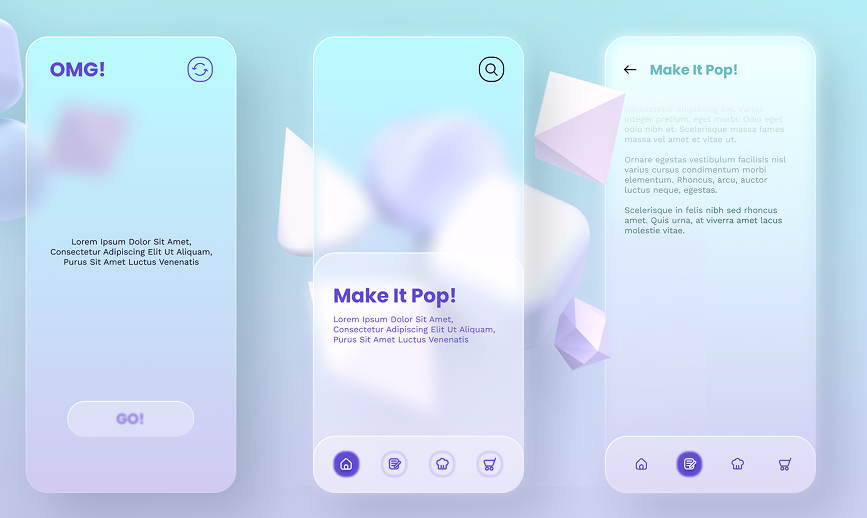 OMG!
Lorem Ipsum Dolor Sit Amet,
Consectetur Adipiscing Elit Ut Aliquam,
Purus Sit Amet Luctus Venenatis
GO!
Make It Pop!
Lorem Ipsum Dolor Sit Amet,
Consectetur Adipiscing Elit Ut Aliquam,
Purus Sit Amet Luctus Venenatis
Make It Pop!
consectetur adipiscing elit. varius
integer pretium, eget morbi. Odio eget
odio nibh et. Scelerisque massa fames
massa vel amet et vitae ut.
Ornare egestas vestibulum facilisis nisl
varius cursus condimentum morbi
elementum. Rhoncus, arcu, auctor
luctus neque, egestas.
Scelerisque in felis nibh sed rhoncus
amet. Quis urna, at viverra amet lacus
molestie vitae.